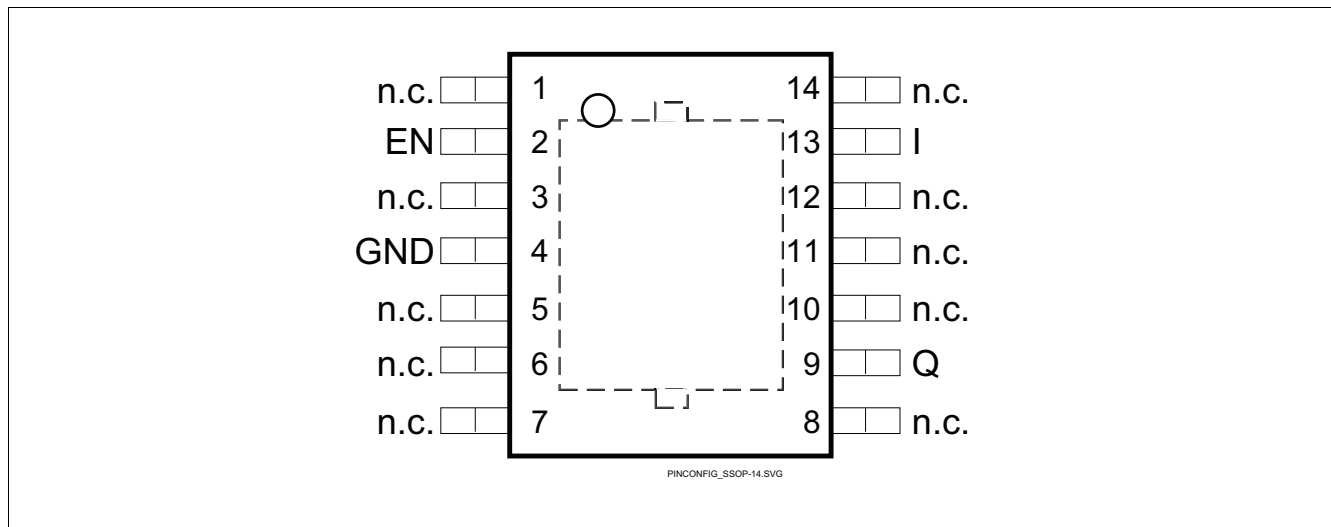 n.c. 1 14 n.c.
EN 2 13 I
n.c. 3 12 n.c.
GND 4 11 n.c.
n.c. 5 10 n.c.
n.c. 6 9 Q
n.c. 7 8 n.c.
PINCONFIG_SSOP-14.SVG